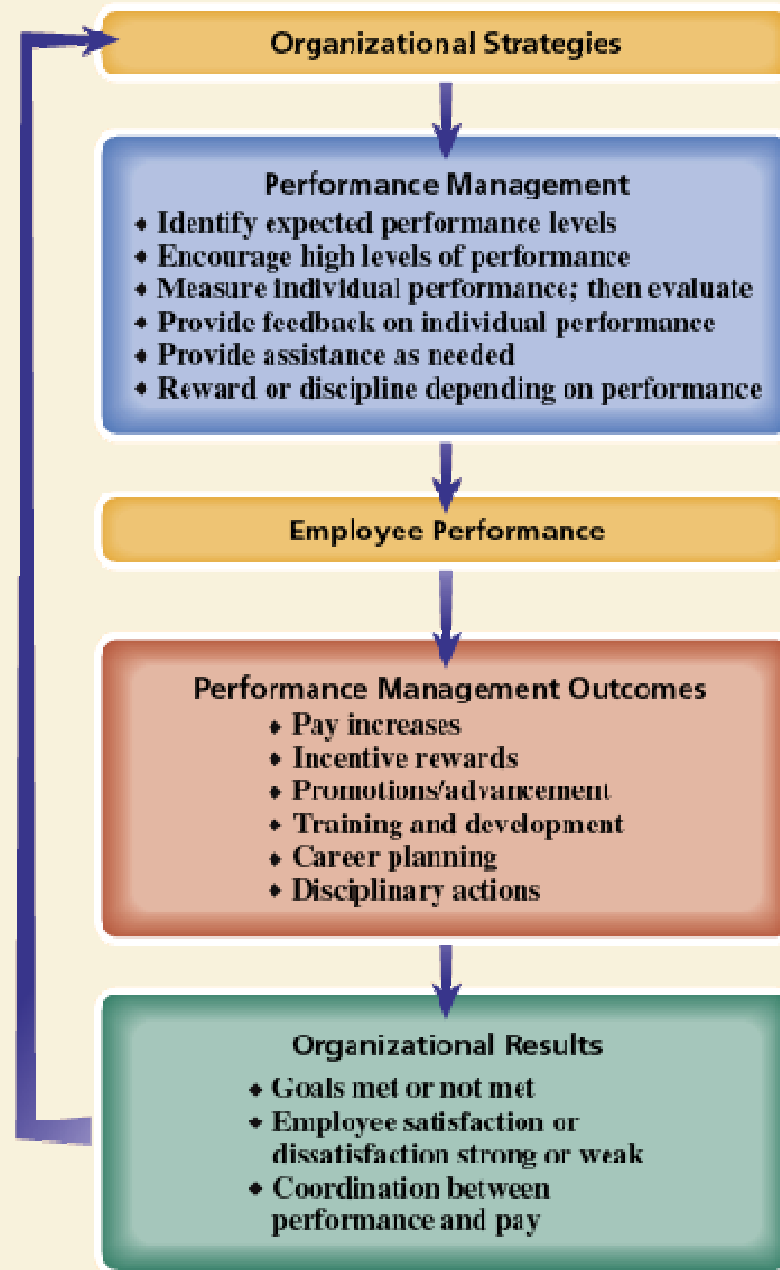 Organizational Strategies
Performance Management
♦ Identify expected performance levels
♦ Encourage high levels of performance
♦ Measure individual performance; then evaluate
♦ Provide feedback on individual performance
♦ Provide assistance as needed
♦ Reward or discipline depending on performance
Employee Performance
Performance Management Outcomes
♦ Pay increases
♦ Incentive rewards
♦ Promotions/advancement
♦ Training and development
♦ Career planning
♦ Disciplinary actions
Organizational Results
♦ Goals met or not met
♦ Employee satisfaction or
dissatisfaction strong or weak
♦ Coordination between
performance and pay